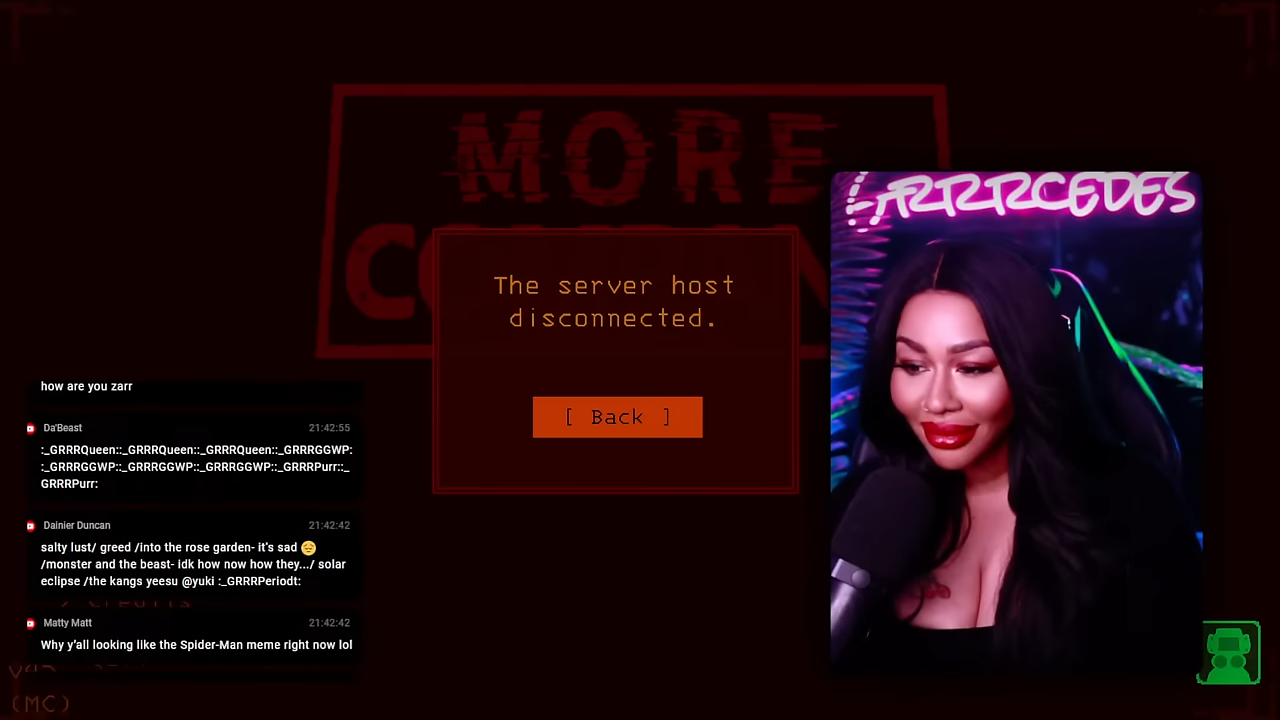 MORE
The server host
disconnected.
[ Back ]
ARRRCEDES
how are you zarr
Da'Beast 21:42:55
:_GRRRQueen::_GRRRQueen::_GRRRQueen::_GRRRGGWP:
:_GRRRGGWP::_GRRRGGWP::_GRRRGGWP::_GRRRPurr::_
GRRRPurr:
Dainier Duncan 21:42:42
salty lust/ greed /into the rose garden- it's sad 😔
/monster and the beast- idk how now how they.../ solar
eclipse /the kangs yeesu @yuki :_GRRRPeriodt:
> Credits
Matty Matt 21:42:42
Why y'all looking like the Spider-Man meme right now lol
(MC)